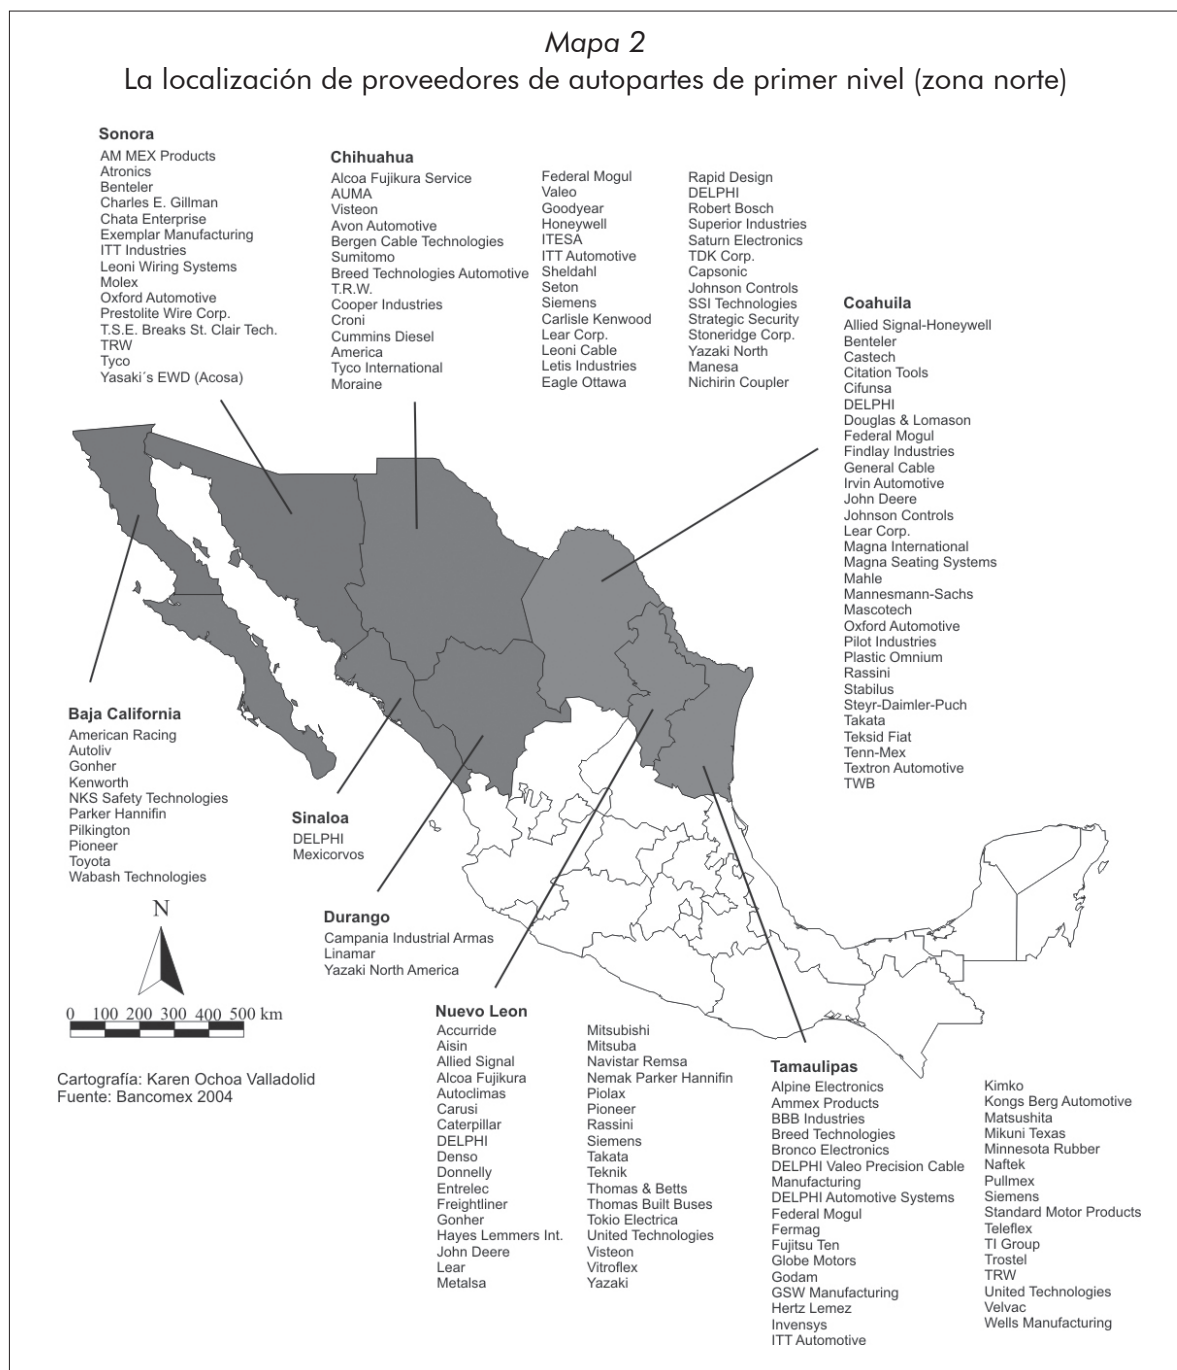 Mapa 2
La localización de proveedores de autopartes de primer nivel (zona norte)
Sonora
AM MEX Products
Atronics
Benteler
Charles E. Gillman
Chata Enterprise
Exemplar Manufacturing
ITT Industries
Leoni Wiring Systems
Molex
Oxford Automotive
Prestolite Wire Corp.
T.S.E. Breaks St. Clair Tech.
TRW
Tyco
Yasaki´s EWD (Acosa)
Chihuahua
Alcoa Fujikura Service
AUMA
Visteon
Avon Automotive
Bergen Cable Technologies
Sumitomo
Breed Technologies Automotive
T.R.W.
Cooper Industries
Croni
Cummins Diesel
America
Tyco International
Moraine
Federal Mogul
Valeo
Goodyear
Honeywell
ITESA
ITT Automotive
Sheldahl
Seton
Siemens
Carlisle Kenwood
Lear Corp.
Leoni Cable
Letis Industries
Eagle Ottawa
Rapid Design
DELPHI
Robert Bosch
Superior Industries
Saturn Electronics
TDK Corp.
Capsonic
Johnson Controls
SSI Technologies
Strategic Security
Stoneridge Corp.
Yazaki North
Manesa
Nichirin Coupler
Coahuila
Allied Signal-Honeywell
Benteler
Castech
Citation Tools
Cifunsa
DELPHI
Douglas & Lomason
Federal Mogul
Findlay Industries
General Cable
Irvin Automotive
John Deere
Johnson Controls
Lear Corp.
Magna International
Magna Seating Systems
Mahle
Mannesmann-Sachs
Mascotech
Oxford Automotive
Pilot Industries
Plastic Omnium
Rassini
Stabilus
Steyr-Daimler-Puch
Takata
Teksid Fiat
Tenn-Mex
Textron Automotive
TWB
Baja California
American Racing
Autoliv
Gonher
Kenworth
NKS Safety Technologies
Parker Hannifin
Pilkington
Pioneer
Toyota
Wabash Technologies
Sinaloa
DELPHI
Mexicorvos
Durango
Campania Industrial Armas
Linamar
Yazaki North America
N
0 100 200 300 400 500 km
Cartografía: Karen Ochoa Valladolid
Fuente: Bancomex 2004
Nuevo Leon
Accurride
Aisin
Allied Signal
Alcoa Fujikura
Autoclimas
Carusi
Caterpillar
DELPHI
Denso
Donnelly
Entrelec
Freightliner
Gonher
Hayes Lemmers Int.
John Deere
Lear
Metalsa
Mitsubishi
Mitsuba
Navistar Remsa
Nemak Parker Hannifin
Piolax
Pioneer
Rassini
Siemens
Takata
Teknik
Thomas & Betts
Thomas Built Buses
Tokio Electrica
United Technologies
Visteon
Vitroflex
Yazaki
Tamaulipas
Alpine Electronics
Ammex Products
BBB Industries
Breed Technologies
Bronco Electronics
DELPHI Valeo Precision Cable
Manufacturing
DELPHI Automotive Systems
Federal Mogul
Fermag
Fujitsu Ten
Globe Motors
Godam
GSW Manufacturing
Hertz Lemez
Invensys
ITT Automotive
Kimko
Kongs Berg Automotive
Matsushita
Mikuni Texas
Minnesota Rubber
Naftek
Pullmex
Siemens
Standard Motor Products
Teleflex
TI Group
Trostel
TRW
United Technologies
Velvac
Wells Manufacturing